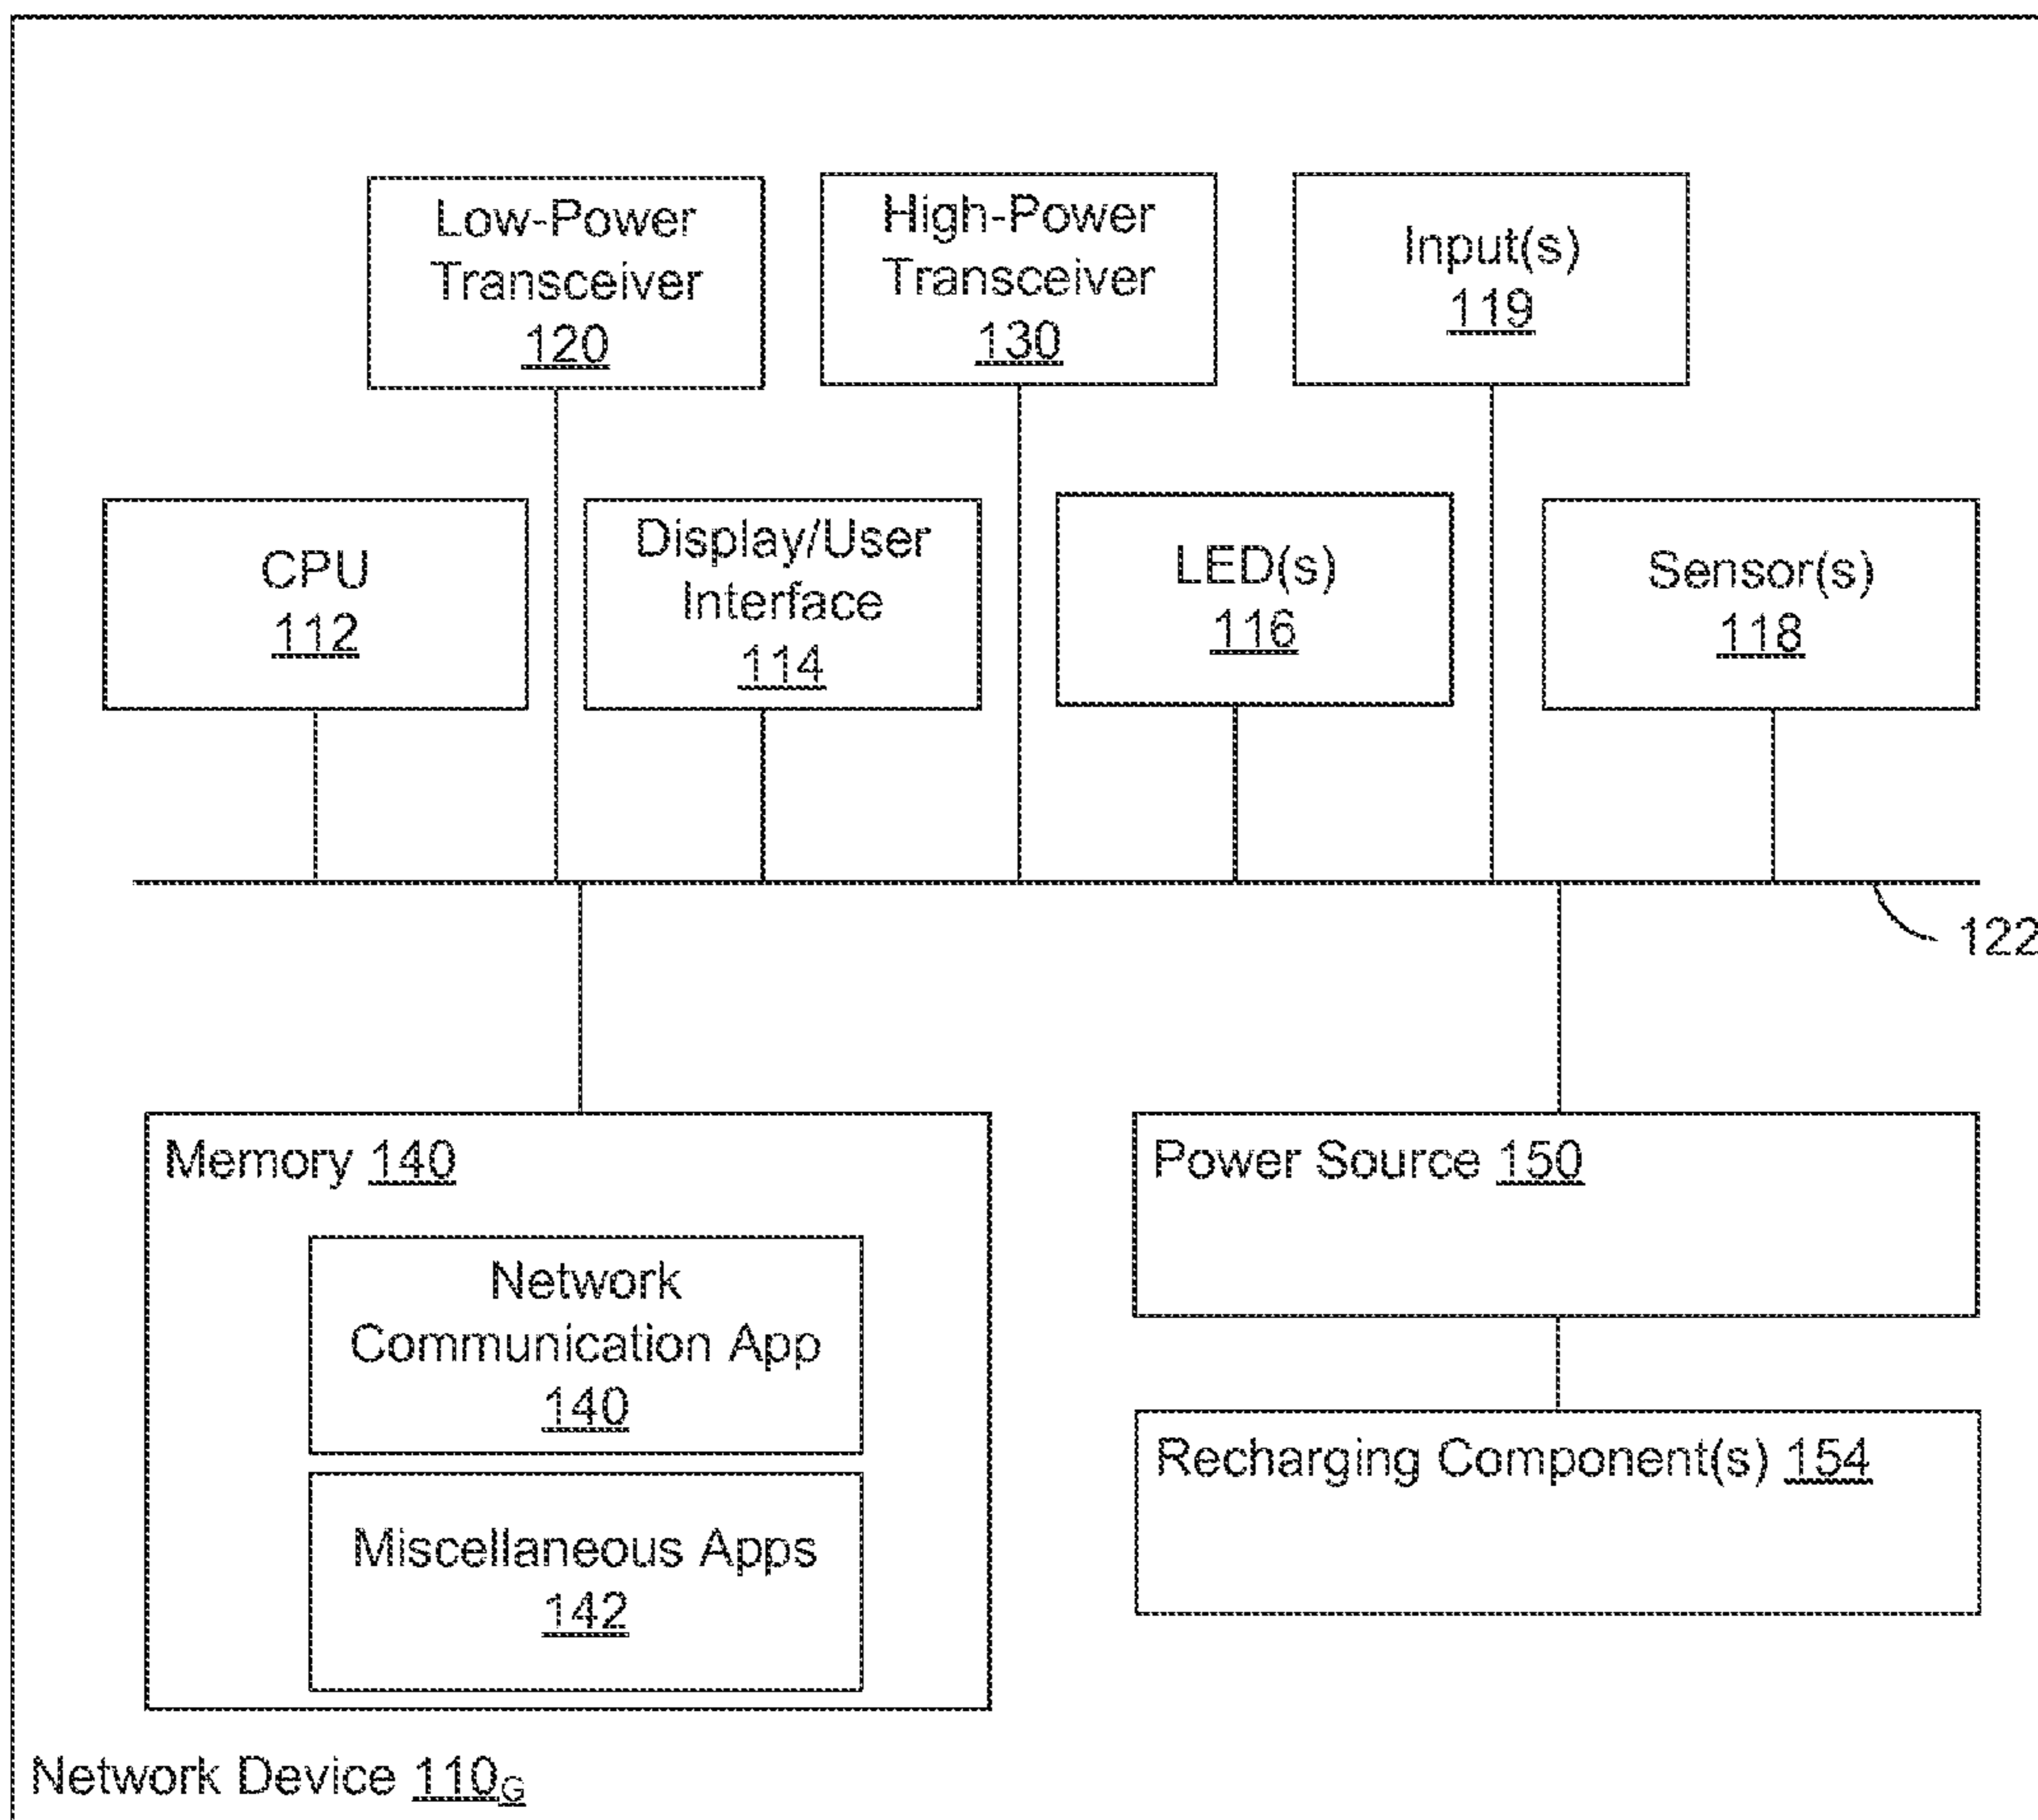 Low-Power
Transceiver
120
High-Power
Transceiver
130
Input(s)
119
CPU
112
Display/User
Interface
114
LED(s)
116
Sensor(s)
118
122
Memory 140
Network
Communication App
140
Miscellaneous Apps
142
Power Source 150
Recharging Component(s) 154
Network Device 110G